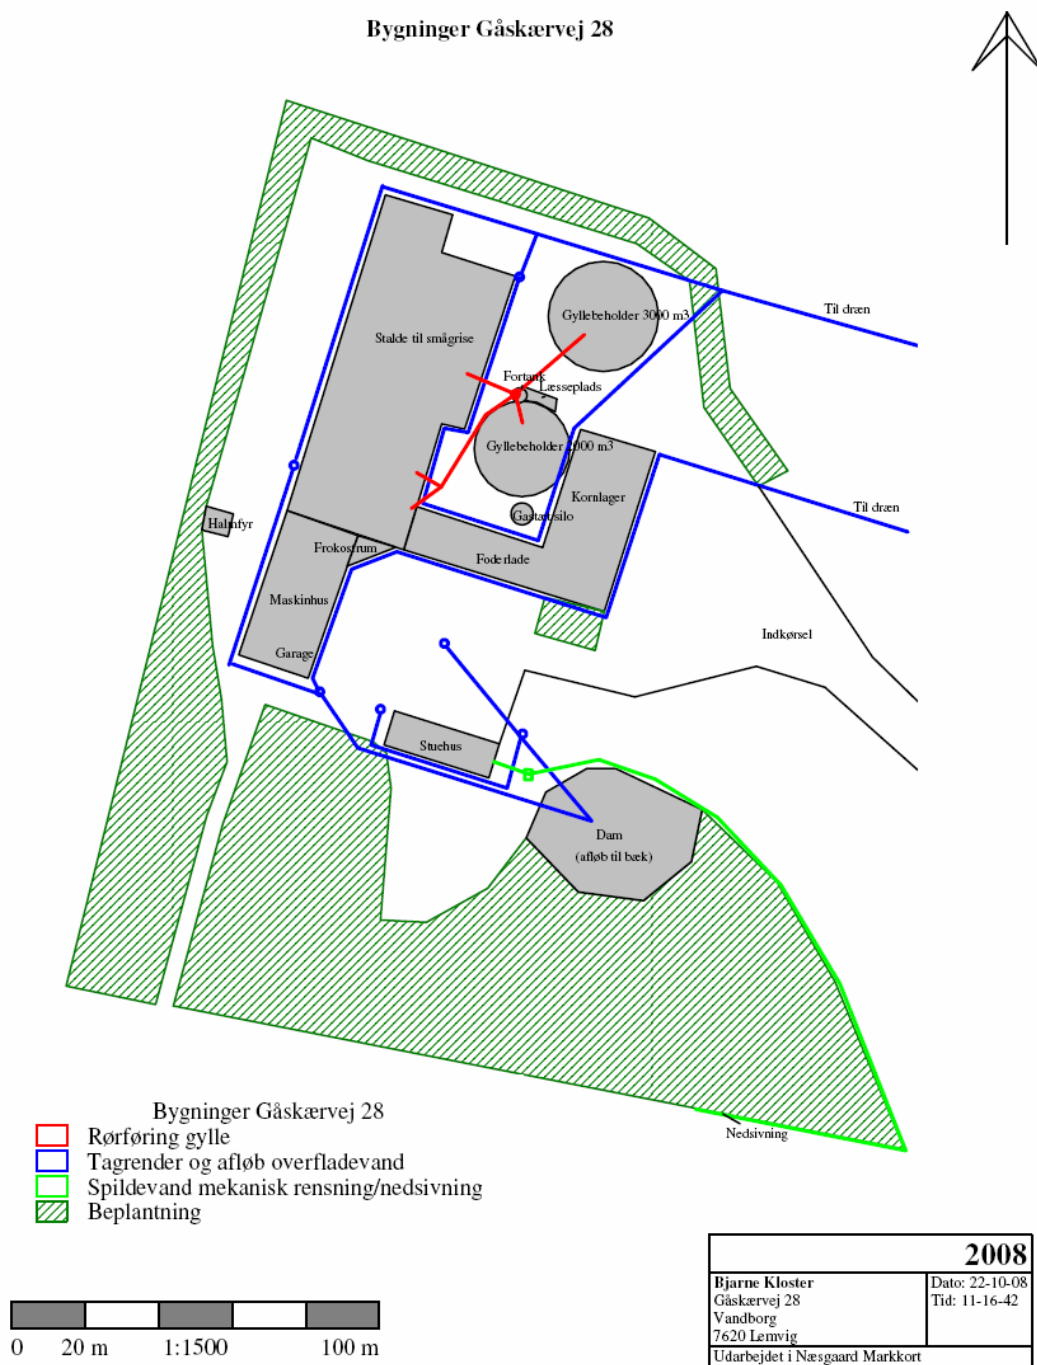 Bygninger Gåskærvej 28
Til dræn
Gyllebeholder 3000 m3
Stalde til smågrise
Fortank
Læsseplads
Gyllebeholder 2000 m3
Kornlager
Til dræn
Gastæt silo
Halmfyr
Frokostrum
Foderlade
Maskinhus
Indkørsel
Garage
Stuehus
Dam
(afløb til bæk)
Nedsivning
Bygninger Gåskærvej 28
Rørføring gylle
Tagrender og afløb overfladevand
Spildevand mekanisk rensning/nedsivning
Beplantning
0 20 m 1:1500 100 m
2008
Bjarne Kloster
Gåskærvej 28
Vandborg
7620 Lemvig
Dato: 22-10-08
Tid: 11-16-42
Udarbejdet i Næsgaard Markkort